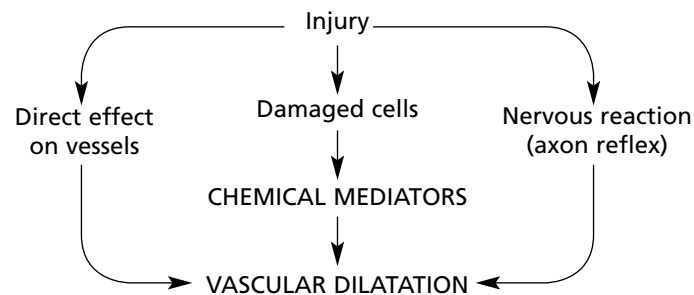 Injury
Direct effect
on vessels
Damaged cells
Nervous reaction
(axon reflex)
CHEMICAL MEDIATORS
VASCULAR DILATATION